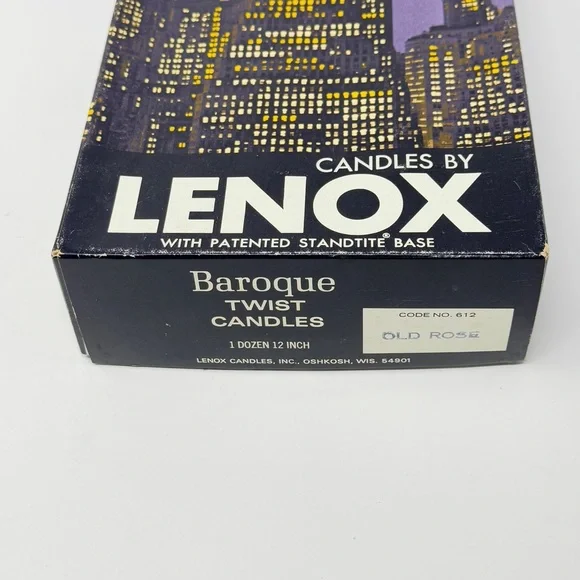 CANDLES BY
LENOX
WITH PATENTED STANDTITE® BASE
Baroque
TWIST
CANDLES
1 DOZEN 12 INCH
LENOX CANDLES, INC., OSHKOSH, WIS. 54901
CODE NO. 612
OLD ROSE